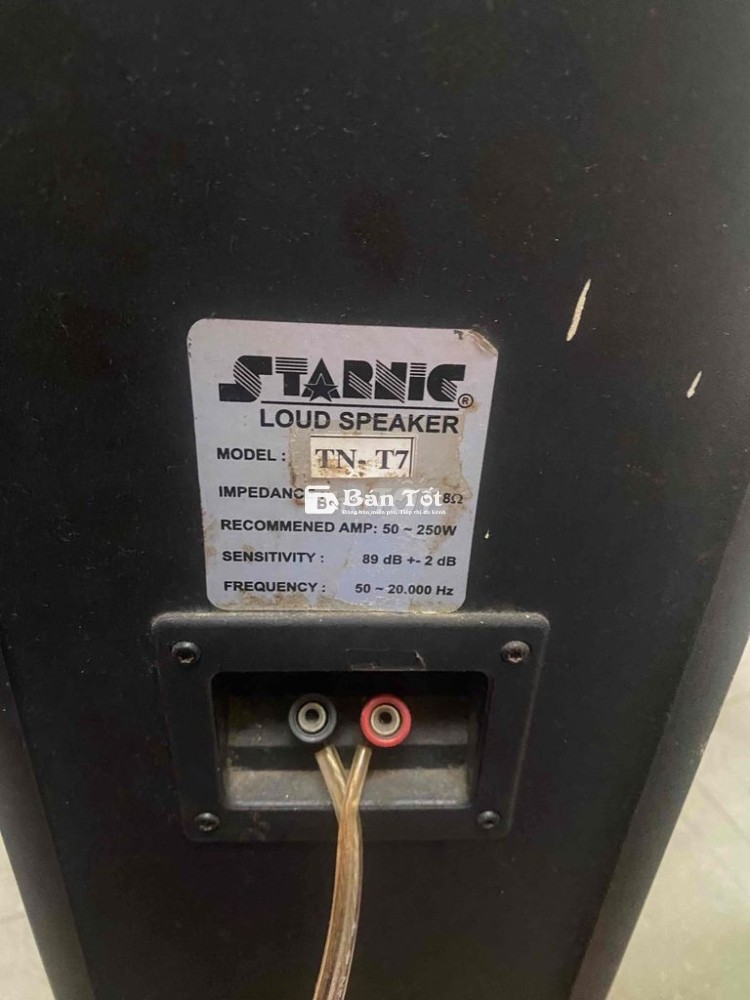 STARNIC ®
LOUD SPEAKER
MODEL : TN- T7
IMPEDANCE 8Ω
Bán Tốt
RECOMMENED AMP: 50 ~ 250W
SENSITIVITY : 89 dB +- 2 dB
FREQUENCY : 50 ~ 20.000 Hz